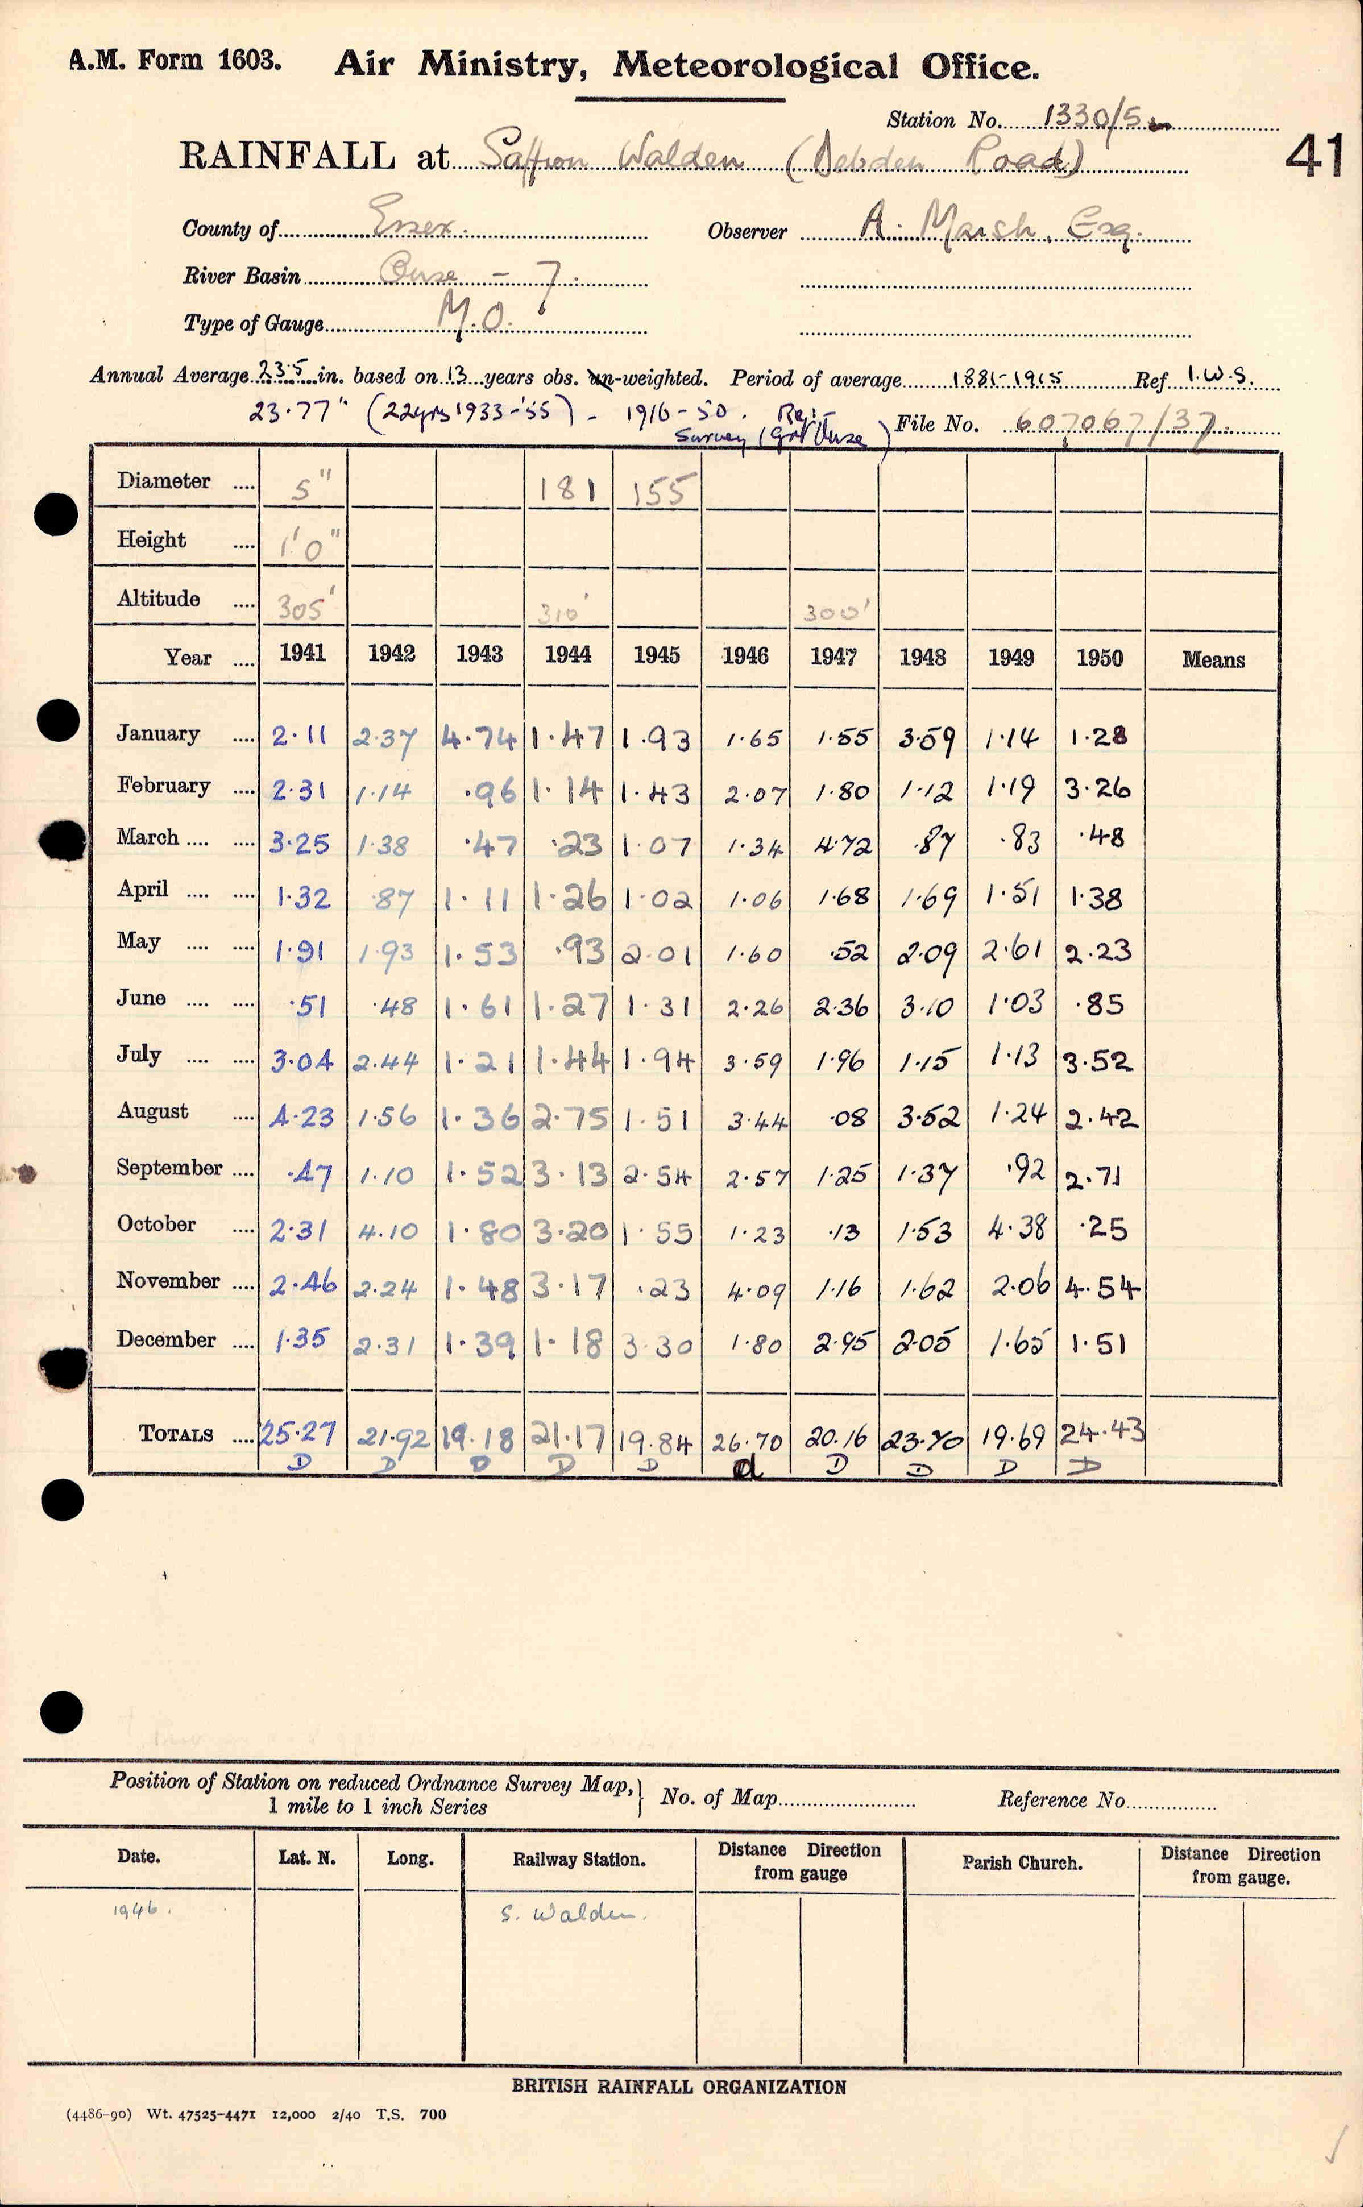 A.M. Form 1603. Air Ministry, Meteorological Office.
Station No. 1330/5
41
RAINFALL at Saffron Walden (Debden Road)
County of Essex. Observer A. Marsh, Esq.
River Basin Ouse - 7.
Type of Gauge M.O.
Annual Average 23.5 in. based on 13 years obs. un-weighted. Period of average 1881-1915 Ref I.W.S.
23.77" (22yrs 1933-'55) - 1916-50. Ref:-
Survey (Grt Ouse) File No. 607067/37
Diameter .... 5" 181 155
Height .... 1'0"
Altitude .... 305' 310' 300'
Year .... 1941 1942 1943 1944 1945 1946 1947 1948 1949 1950 Means
January .... 2.11 2.37 4.74 1.47 1.93 1.65 1.55 3.59 1.14 1.28
February .... 2.31 1.14 .96 1.14 1.43 2.07 1.80 1.12 1.19 3.26
March .... .... 3.25 1.38 .47 .23 1.07 1.34 4.72 .87 .83 .48
April .... .... 1.32 .87 1.11 1.26 1.02 1.06 1.68 1.69 1.51 1.38
May .... .... 1.91 1.93 1.53 .93 2.01 1.60 .52 2.09 2.61 2.23
June .... .... .51 .48 1.61 1.27 1.31 2.26 2.36 3.10 1.03 .85
July .... .... 3.04 2.44 1.21 1.44 1.94 3.59 1.96 1.15 1.13 3.52
August .... 4.23 1.56 1.36 2.75 1.51 3.44 .08 3.52 1.24 2.42
September .... .47 1.10 1.52 3.13 2.54 2.57 1.25 1.37 .92 2.71
October .... 2.31 4.10 1.80 3.20 1.55 1.23 .13 1.53 4.38 .25
November .... 2.46 2.24 1.48 3.17 .23 4.09 1.16 1.62 2.06 4.54
December .... 1.35 2.31 1.39 1.18 3.30 1.80 2.95 2.05 1.65 1.51
TOTALS .... 25.27 21.92 19.18 21.17 19.84 26.70 20.16 23.70 19.69 24.43
D D D D D d D D D D
Position of Station on reduced Ordnance Survey Map, } No. of Map Reference No.
1 mile to 1 inch Series
Date. Lat. N. Long. Railway Station. Distance Direction from gauge Parish Church. Distance Direction from gauge.
1946. S. Walden.
BRITISH RAINFALL ORGANIZATION
(4486-90) Wt. 47525-4471 12,000 2/40 T.S. 700